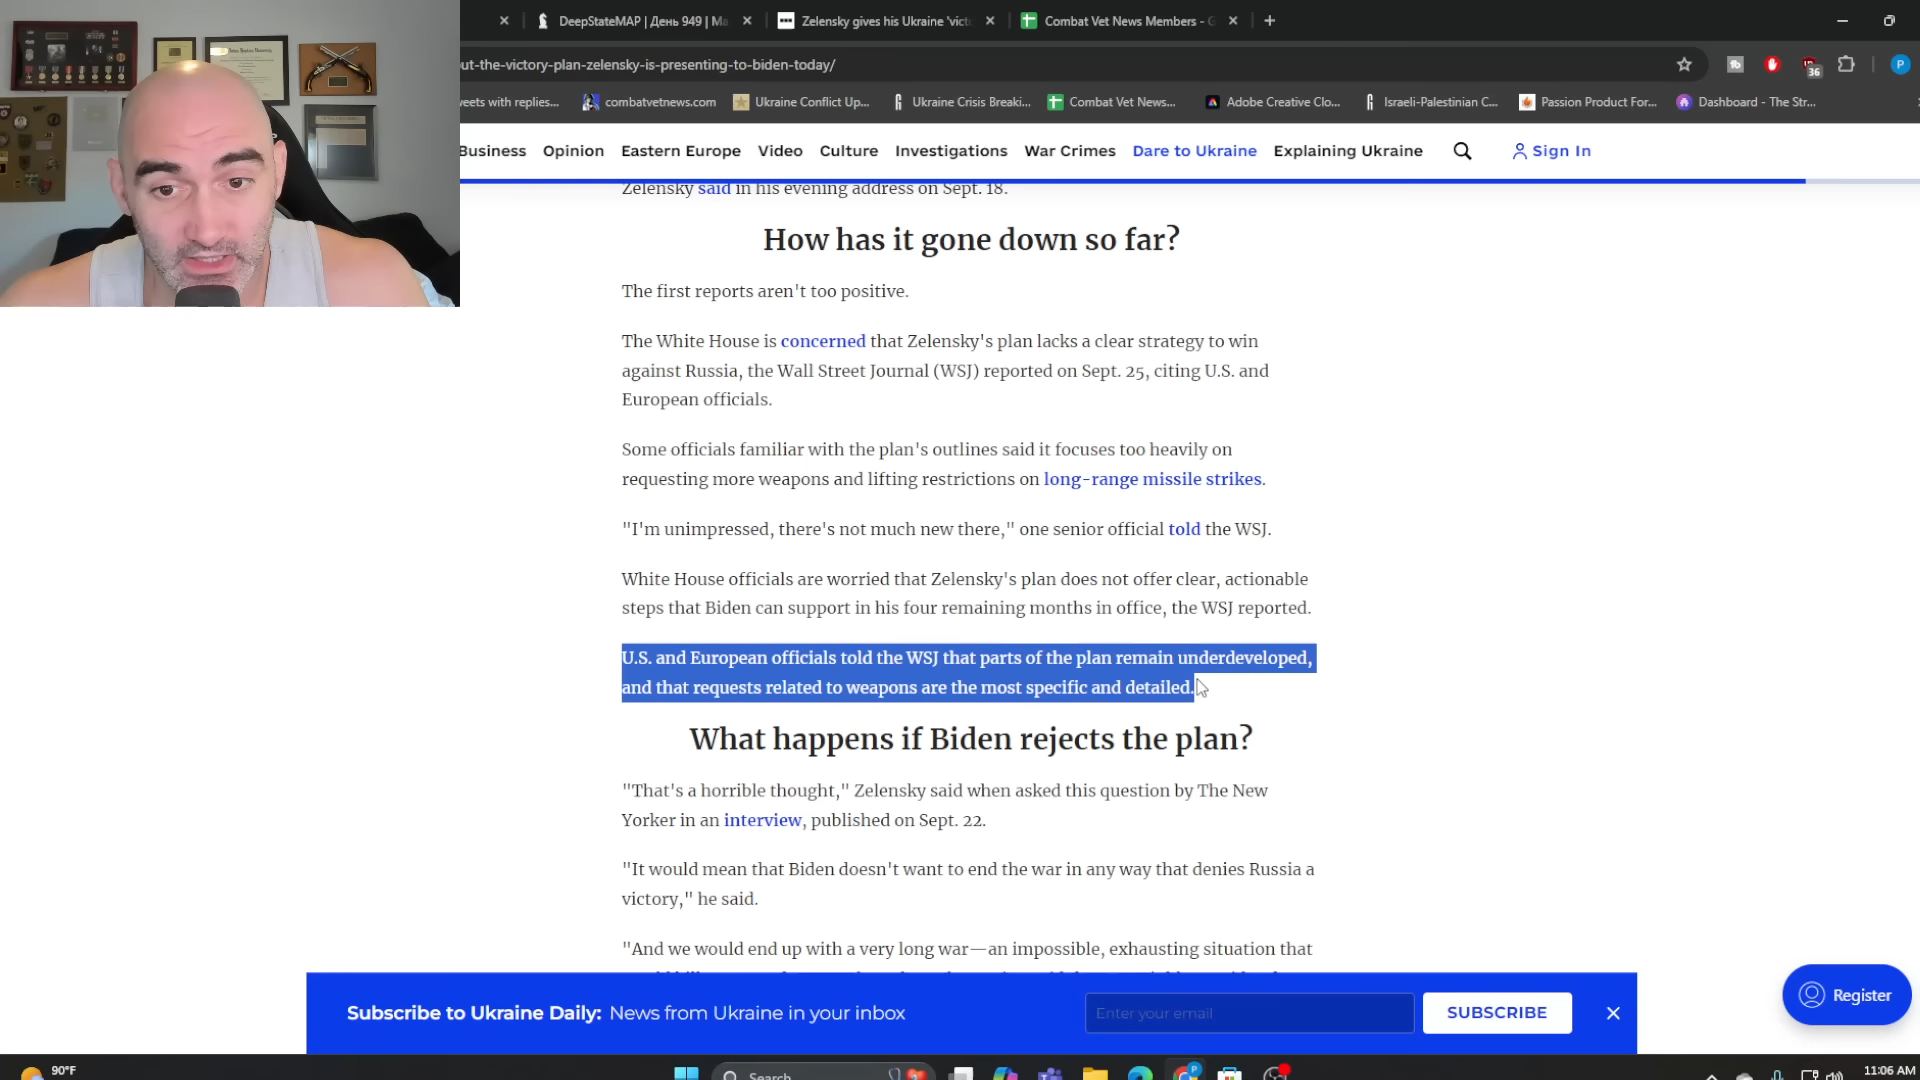 DeepStateMAP | День 949 | Ma
Zelensky gives his Ukraine 'vict
Combat Vet News Members - G
ut-the-victory-plan-zelensky-is-presenting-to-biden-today/
36
P
weets with replies...
combatvetnews.com
Ukraine Conflict Up...
Ukraine Crisis Breaki...
Combat Vet News...
Adobe Creative Clo...
Israeli-Palestinian C...
Passion Product For...
Dashboard - The Str...
Business
Opinion
Eastern Europe
Video
Culture
Investigations
War Crimes
Dare to Ukraine
Explaining Ukraine
Sign In
Zelensky said in his evening address on Sept. 18.
How has it gone down so far?
The first reports aren't too positive.
The White House is concerned that Zelensky's plan lacks a clear strategy to win
against Russia, the Wall Street Journal (WSJ) reported on Sept. 25, citing U.S. and
European officials.
Some officials familiar with the plan's outlines said it focuses too heavily on
requesting more weapons and lifting restrictions on long-range missile strikes.
"I'm unimpressed, there's not much new there," one senior official told the WSJ.
White House officials are worried that Zelensky's plan does not offer clear, actionable
steps that Biden can support in his four remaining months in office, the WSJ reported.
U.S. and European officials told the WSJ that parts of the plan remain underdeveloped,
and that requests related to weapons are the most specific and detailed.
What happens if Biden rejects the plan?
"That's a horrible thought," Zelensky said when asked this question by The New
Yorker in an interview, published on Sept. 22.
"It would mean that Biden doesn't want to end the war in any way that denies Russia a
victory," he said.
"And we would end up with a very long war—an impossible, exhausting situation that
Subscribe to Ukraine Daily: News from Ukraine in your inbox
Enter your email
SUBSCRIBE
Register
90°F
Search
11:06 AM